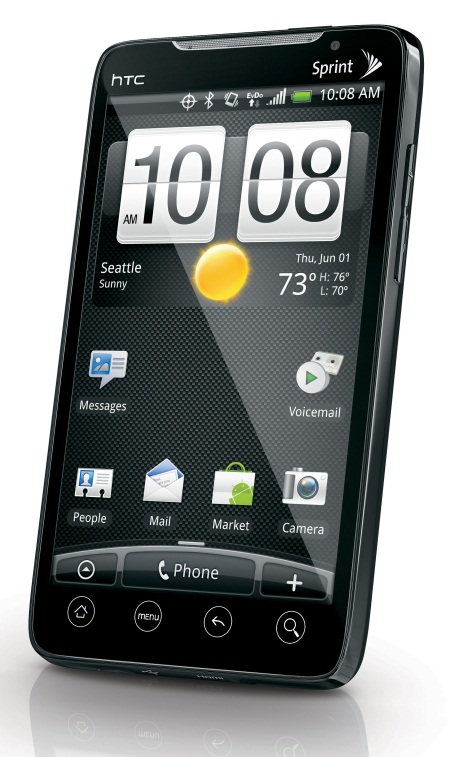 hTC
Sprint
EvDo
10:08 AM
AM 10 08
Seattle
Sunny
Thu, Jun 01
73° H: 76°
L: 70°
Messages
Voicemail
People
Mail
Market
Camera
Phone
MENU